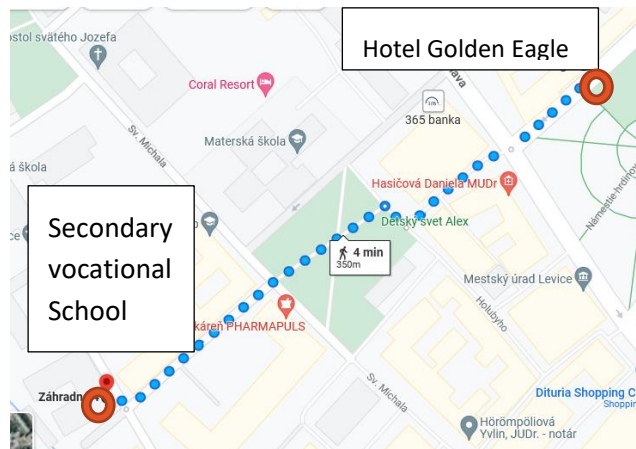 ostol svätého Jozefa
Hotel Golden Eagle
Coral Resort
365 banka
Materská škola
Sv. Michala
škola
Hasičová Daniela MUDr
Námestie hrdinov
Secondary
vocational
School
Detský svet Alex
4 min
350m
Mestský úrad Levice
Holubyho
káreň PHARMAPULS
Sv. Michala
Záhradn
Dituria Shopping C
Shoppin
Hörömpöliová
Yvlin, JUDr. - notár